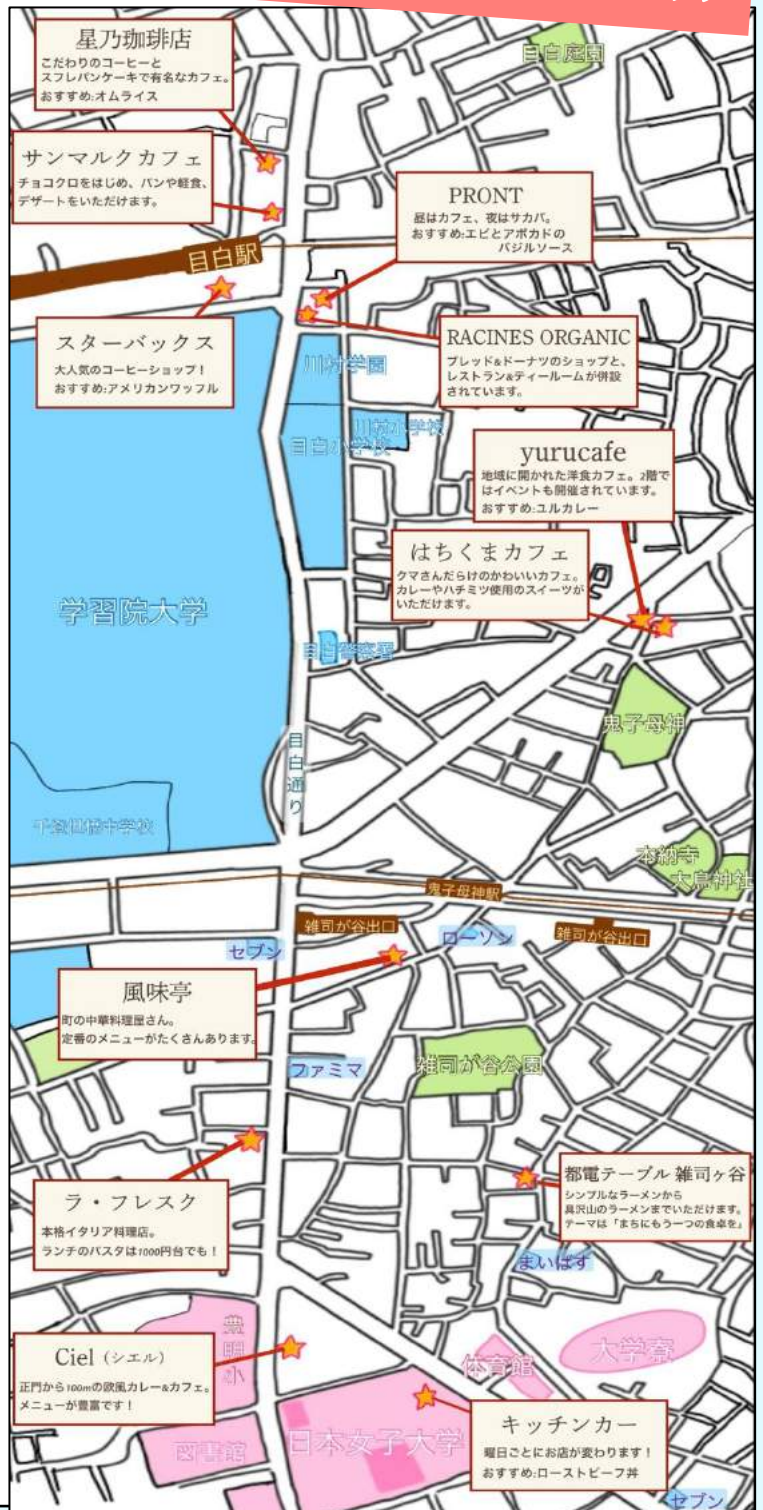 星乃珈琲店
こだわりのコーヒーと
スフレパンケーキで有名なカフェ。
おすすめ:オムライス
目白庭園
サンマルクカフェ
チョコクロをはじめ、パンや軽食、
デザートをいただけます。
PRONT
昼はカフェ、夜はサカバ。
おすすめ:エビとアボカドの
バジルソース
目白駅
スターバックス
大人気のコーヒーショップ！
おすすめ:アメリカンワッフル
RACINES ORGANIC
ブレッド&ドーナツのショップと、
レストラン&ティールームが併設
されています。
川村学園
川村小学校
目白小学校
yurucafe
地域に開かれた洋食カフェ。2階で
はイベントも開催されています。
おすすめ:ユルカレー
はちくまカフェ
クマさんだらけのかわいいカフェ。
カレーやハチミツ使用のスイーツが
いただけます。
学習院大学
目白警察署
鬼子母神
目白通り
千登世橋中学校
本納寺
大鳥神社
鬼子母神駅
雑司が谷出口
ローソン
雑司が谷出口
セブン
風味亭
町の中華料理屋さん。
定番のメニューがたくさんあります。
ファミマ
雑司が谷公園
ラ・フレスク
本格イタリア料理店。
ランチのパスタは1000円台でも！
都電テーブル 雑司ヶ谷
シンプルなラーメンから
具沢山のラーメンまでいただけます。
テーマは「まちにもう一つの食卓を」
まいばす
豊明小
Ciel（シエル）
正門から100mの欧風カレー&カフェ。
メニューが豊富です！
体育館
大学寮
図書館
日本女子大学
キッチンカー
曜日ごとにお店が変わります！
おすすめ:ローストビーフ丼
セブン